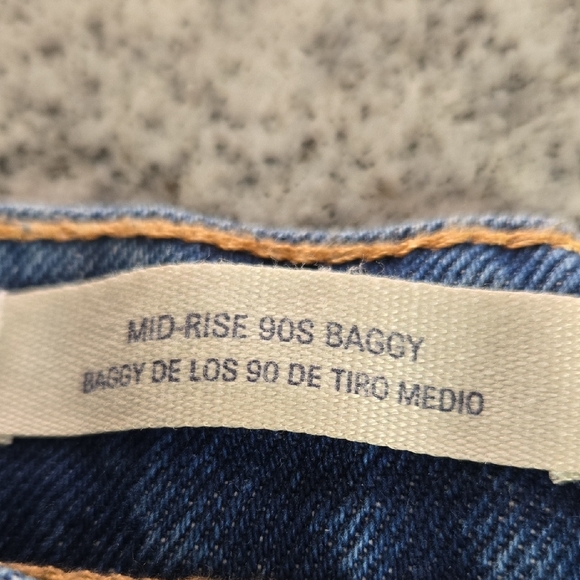 MID-RISE 90S BAGGY
BAGGY DE LOS 90 DE TIRO MEDIO